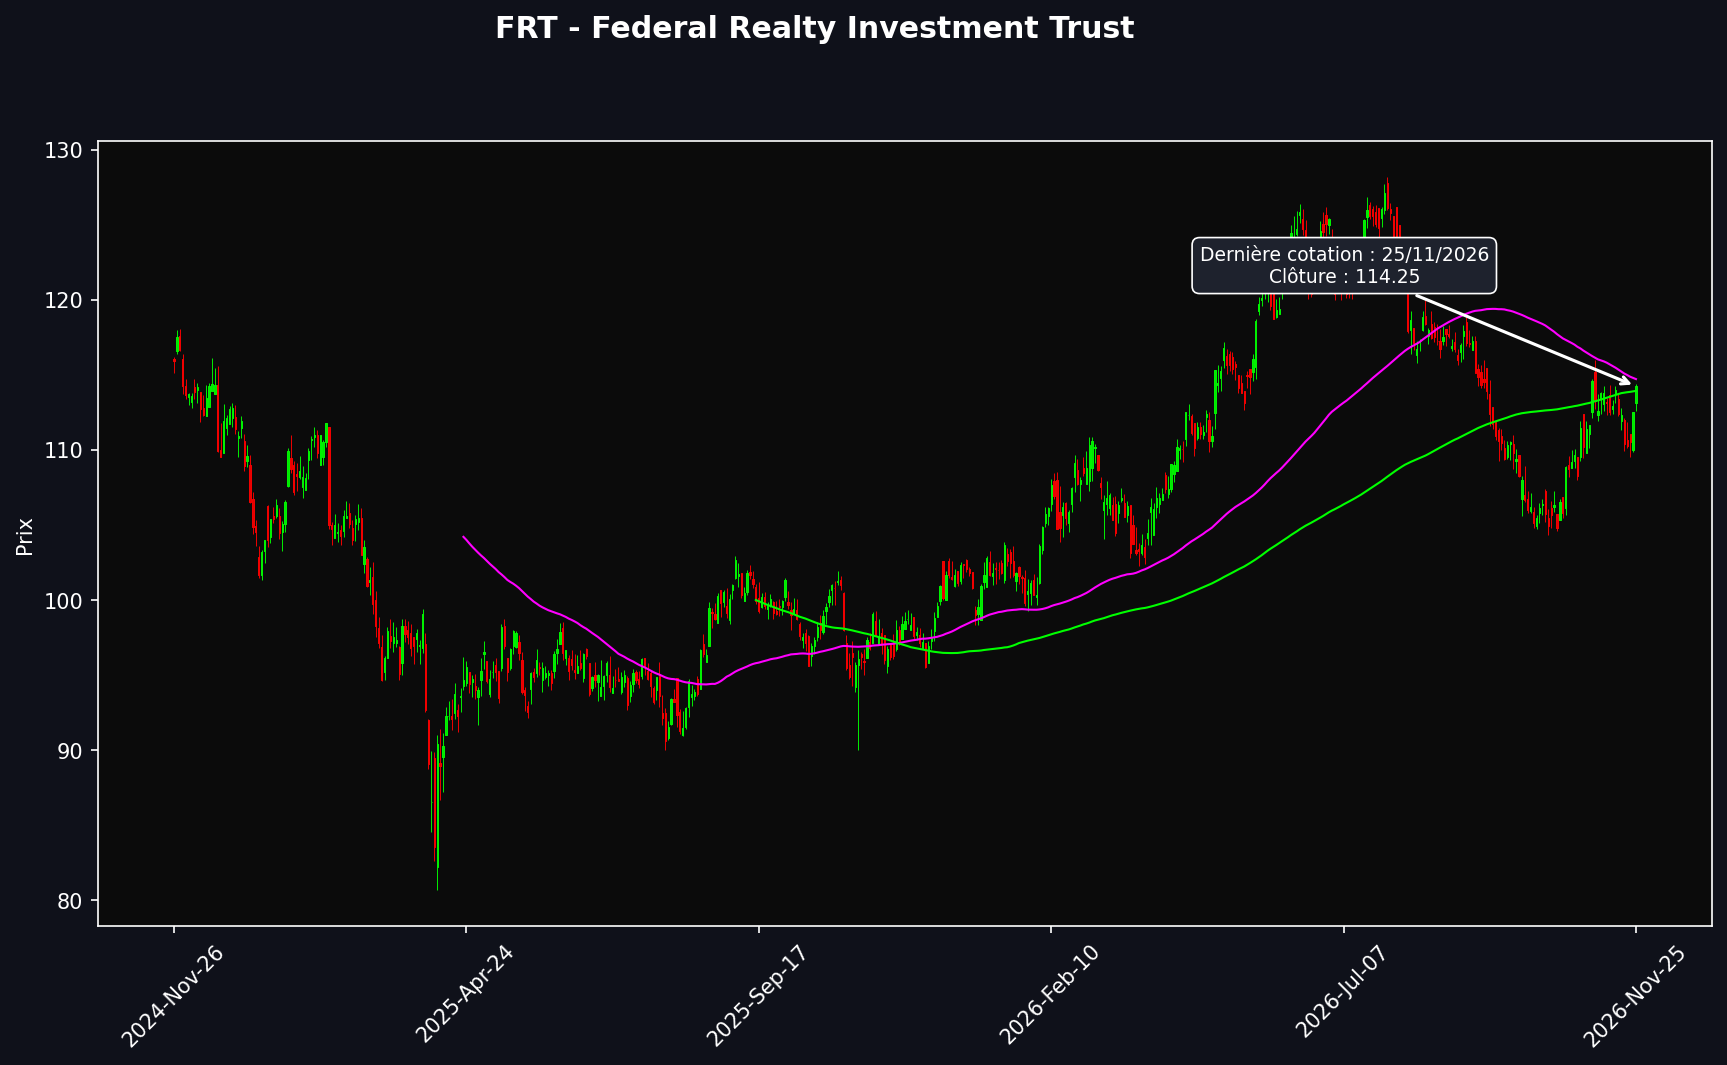 FRT - Federal Realty Investment Trust
130
Dernière cotation : 25/11/2026
Clôture : 114.25
120
110
Prix
100
90
80
2024-Nov-26
2025-Apr-24
2025-Sep-17
2026-Feb-10
2026-Jul-07
2026-Nov-25